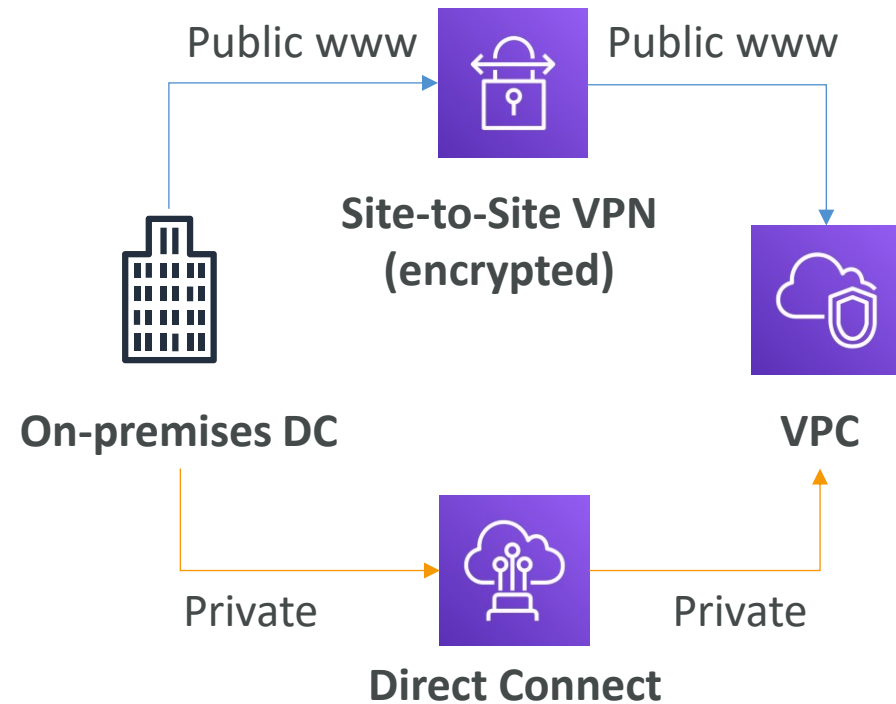 Public www
Public www
Site-to-Site VPN
(encrypted)
On-premises DC
VPC
Private
Private
Direct Connect